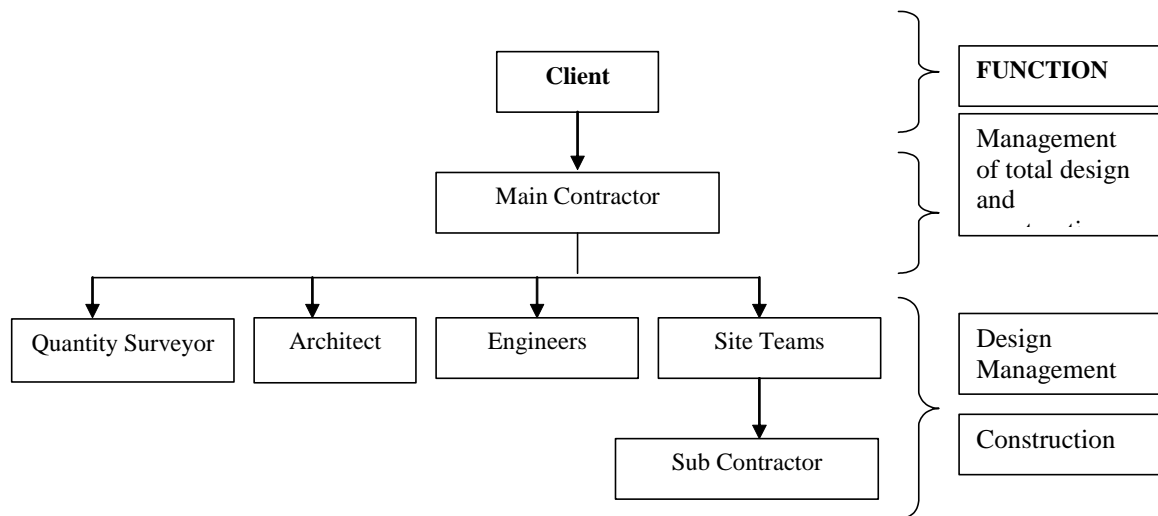 Client
FUNCTION
Management
of total design
and
Main Contractor
Quantity Surveyor
Architect
Engineers
Site Teams
Design
Management
Sub Contractor
Construction